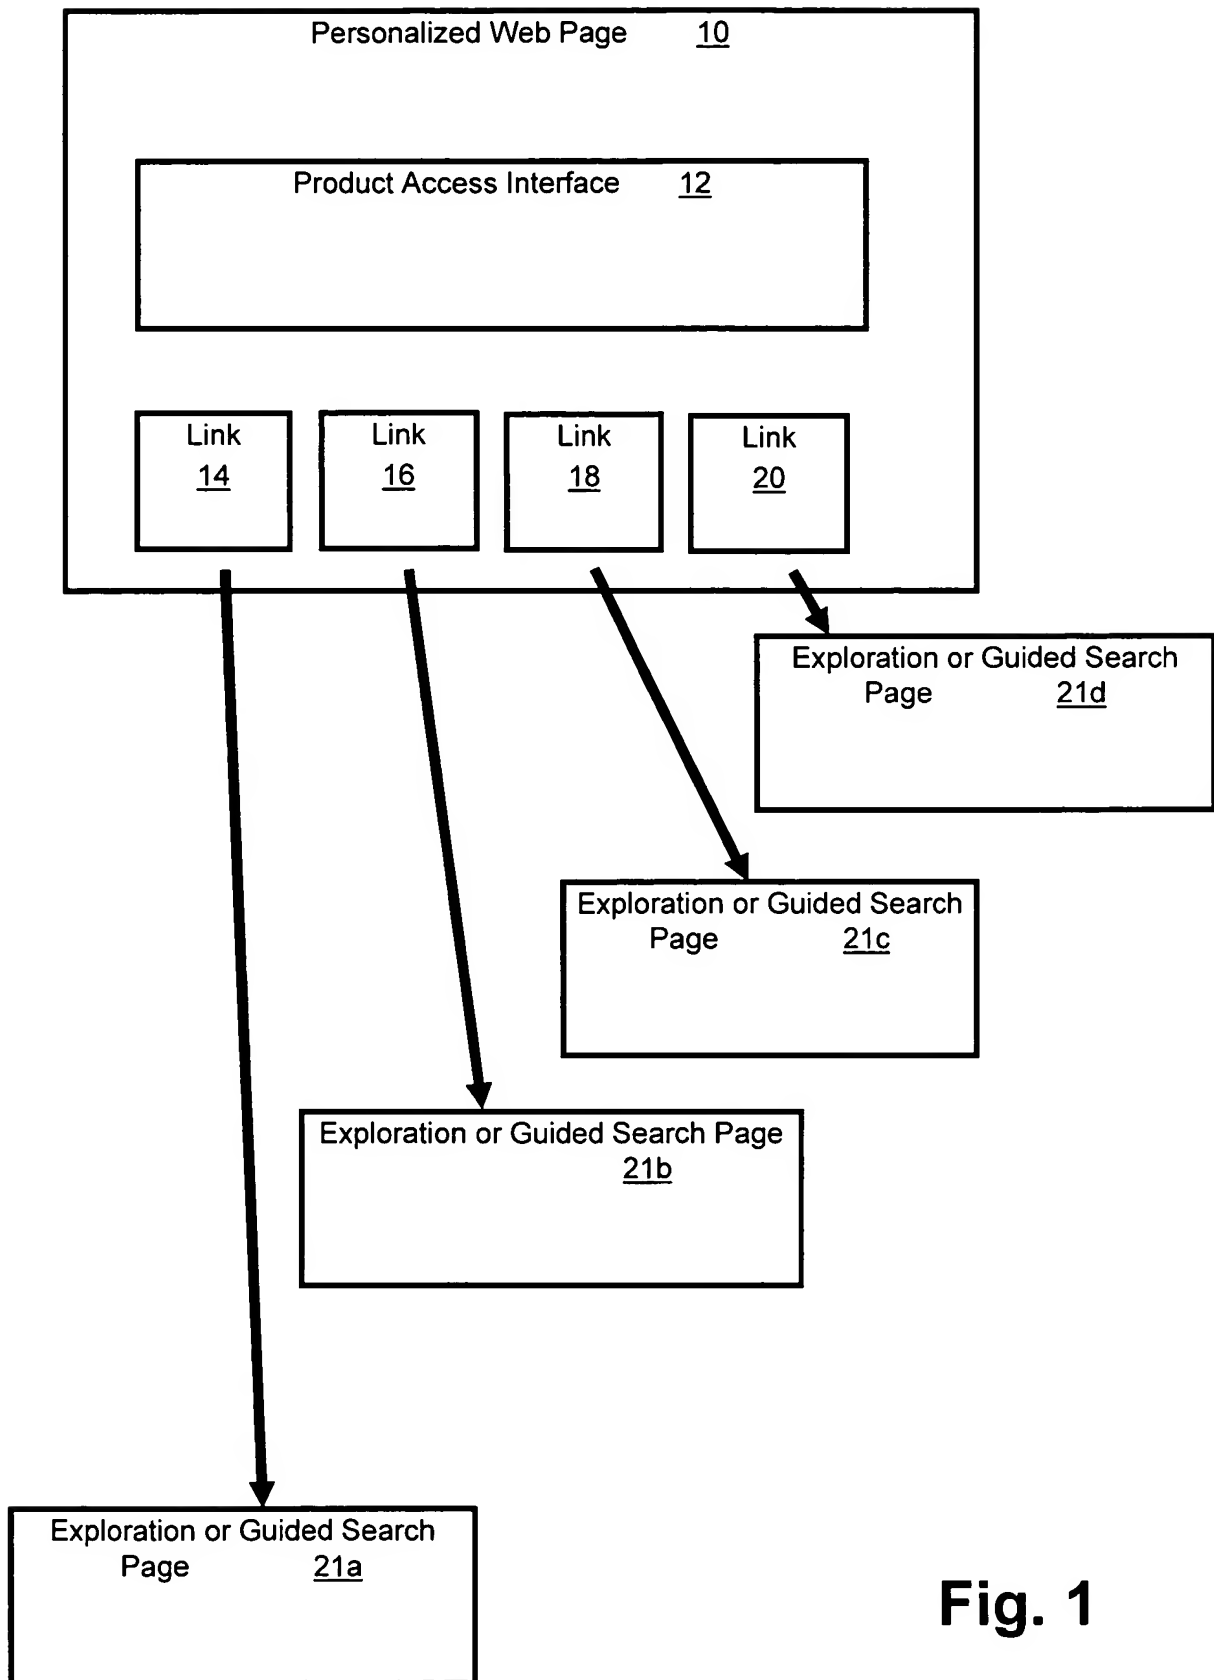 Personalized Web Page 10
Product Access Interface 12
Link
14
Link
16
Link
18
Link
20
Exploration or Guided Search
Page 21d
Exploration or Guided Search
Page 21c
Exploration or Guided Search Page
21b
Exploration or Guided Search
Page 21a
Fig. 1